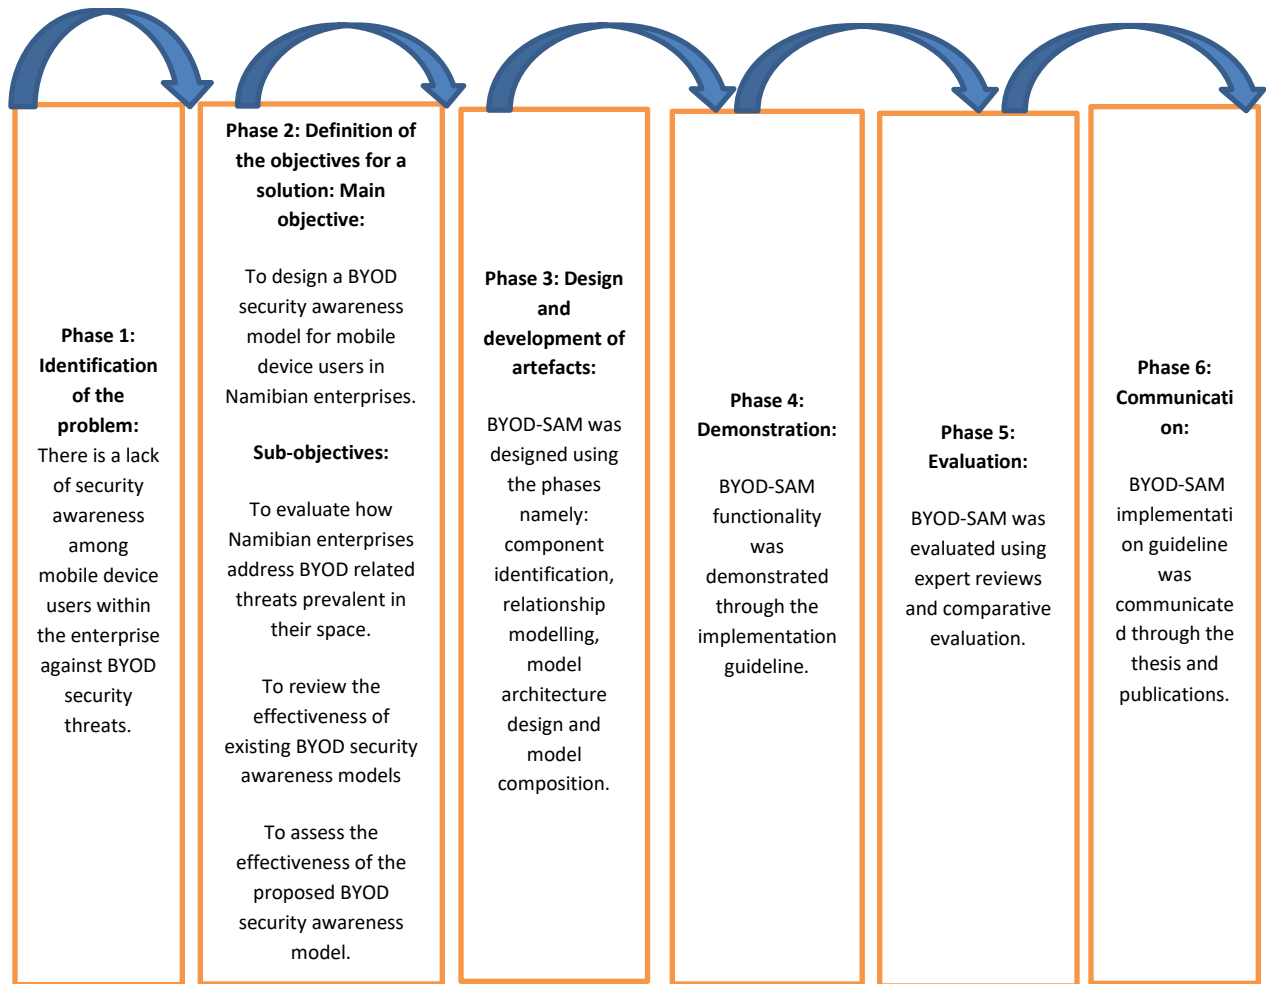 Phase 1:
Identification
of the
problem:
There is a lack
of security
awareness
among
mobile device
users within
the enterprise
against BYOD
security
threats.
Phase 2: Definition of
the objectives for a
solution: Main
objective:
To design a BYOD
security awareness
model for mobile
device users in
Namibian enterprises.
Sub-objectives:
To evaluate how
Namibian enterprises
address BYOD related
threats prevalent in
their space.
To review the
effectiveness of
existing BYOD security
awareness models
To assess the
effectiveness of the
proposed BYOD
security awareness
model.
Phase 3: Design
and
development of
artefacts:
BYOD-SAM was
designed using
the phases
namely:
component
identification,
relationship
modelling,
model
architecture
design and
model
composition.
Phase 4:
Demonstration:
BYOD-SAM
functionality
was
demonstrated
through the
implementation
guideline.
Phase 5:
Evaluation:
BYOD-SAM was
evaluated using
expert reviews
and comparative
evaluation.
Phase 6:
Communicati
on:
BYOD-SAM
implementati
on guideline
was
communicate
d through the
thesis and
publications.